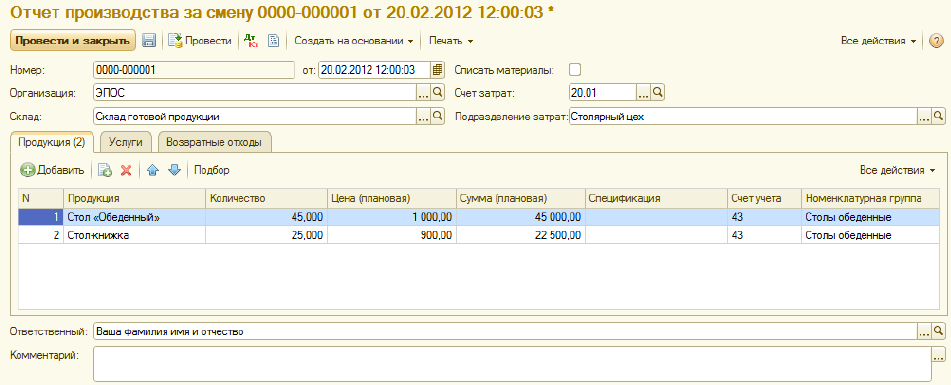 Отчет производства за смену 0000-000001 от 20.02.2012 12:00:03 *
Провести и закрыть Провести Дт Кт Создать на основании Печать Все действия ?
Номер: 0000-000001 от: 20.02.2012 12:00:03 Списать материалы:
Организация: ЭПОС ... Счет затрат: 20.01 ...
Склад: Склад готовой продукции ... Подразделение затрат: Столярный цех ...
Продукция (2) Услуги Возвратные отходы
Добавить Подбор Все действия
N Продукция Количество Цена (плановая) Сумма (плановая) Спецификация Счет учета Номенклатурная группа
1 Стол «Обеденный» 45,000 1 000,00 45 000,00 43 Столы обеденные
2 Стол-книжка 25,000 900,00 22 500,00 43 Столы обеденные
Ответственный: Ваша фамилия имя и отчество ...
Комментарий: ...